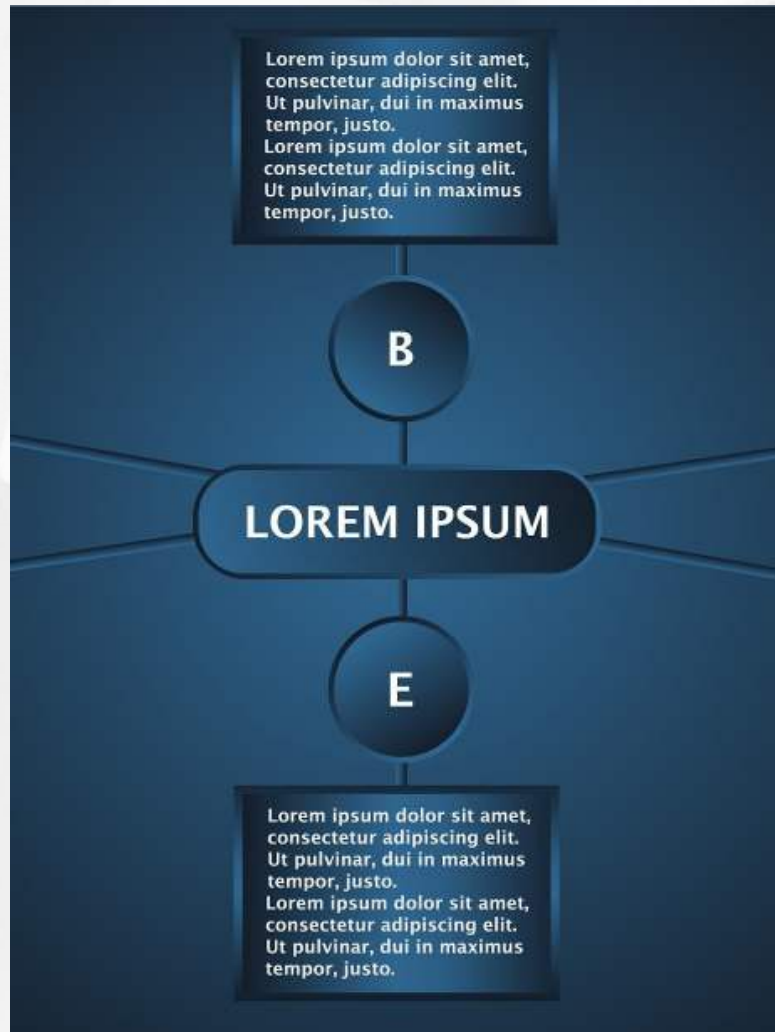 Lorem ipsum dolor sit amet,
consectetur adipiscing elit.
Ut pulvinar, dui in maximus
tempor, justo.
Lorem ipsum dolor sit amet,
consectetur adipiscing elit.
Ut pulvinar, dui in maximus
tempor, justo.
B
LOREM IPSUM
E
Lorem ipsum dolor sit amet,
consectetur adipiscing elit.
Ut pulvinar, dui in maximus
tempor, justo.
Lorem ipsum dolor sit amet,
consectetur adipiscing elit.
Ut pulvinar, dui in maximus
tempor, justo.